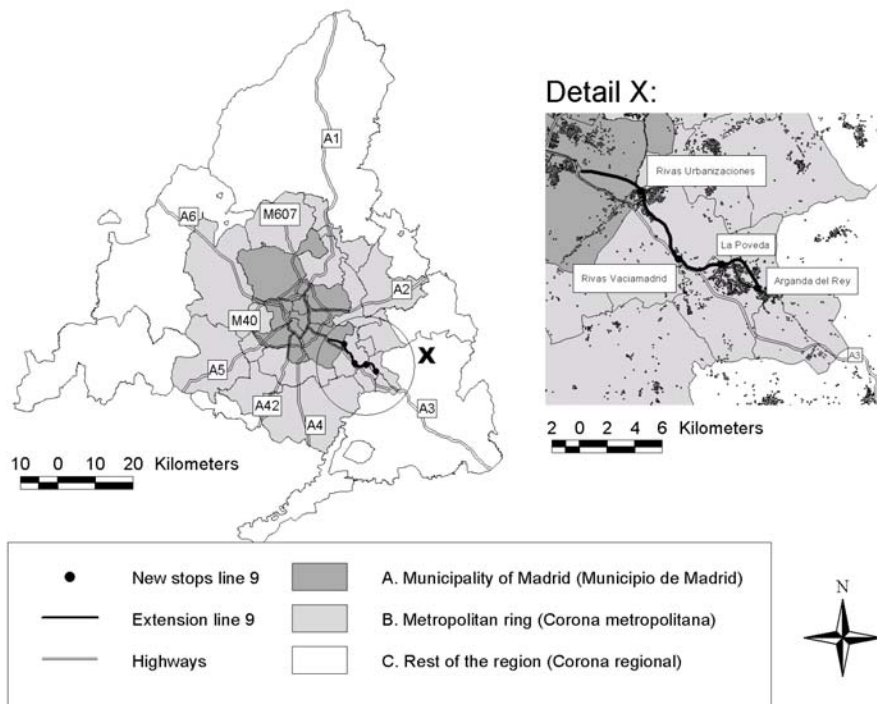 A1
A6
M607
A2
M40
X
A5
A42
A4
A3
10 0 10 20 Kilometers
Detail X:
Rivas Urbanizaciones
La Poveda
Rivas Vaciamadrid
Arganda del Rey
A3
2 0 2 4 6 Kilometers
New stops line 9
Extension line 9
Highways
A. Municipality of Madrid (Municipio de Madrid)
B. Metropolitan ring (Corona metropolitana)
C. Rest of the region (Corona regional)
N